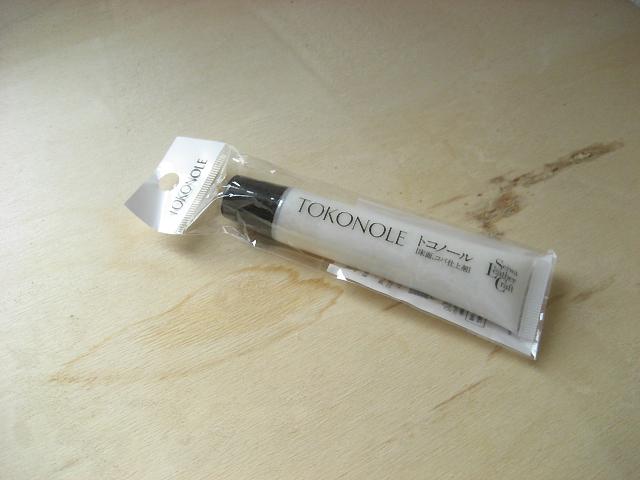 TOKONOLE
TOKONOLE トコノール
[床面、コバ仕上剤]
Seiwa
Leather
Craft